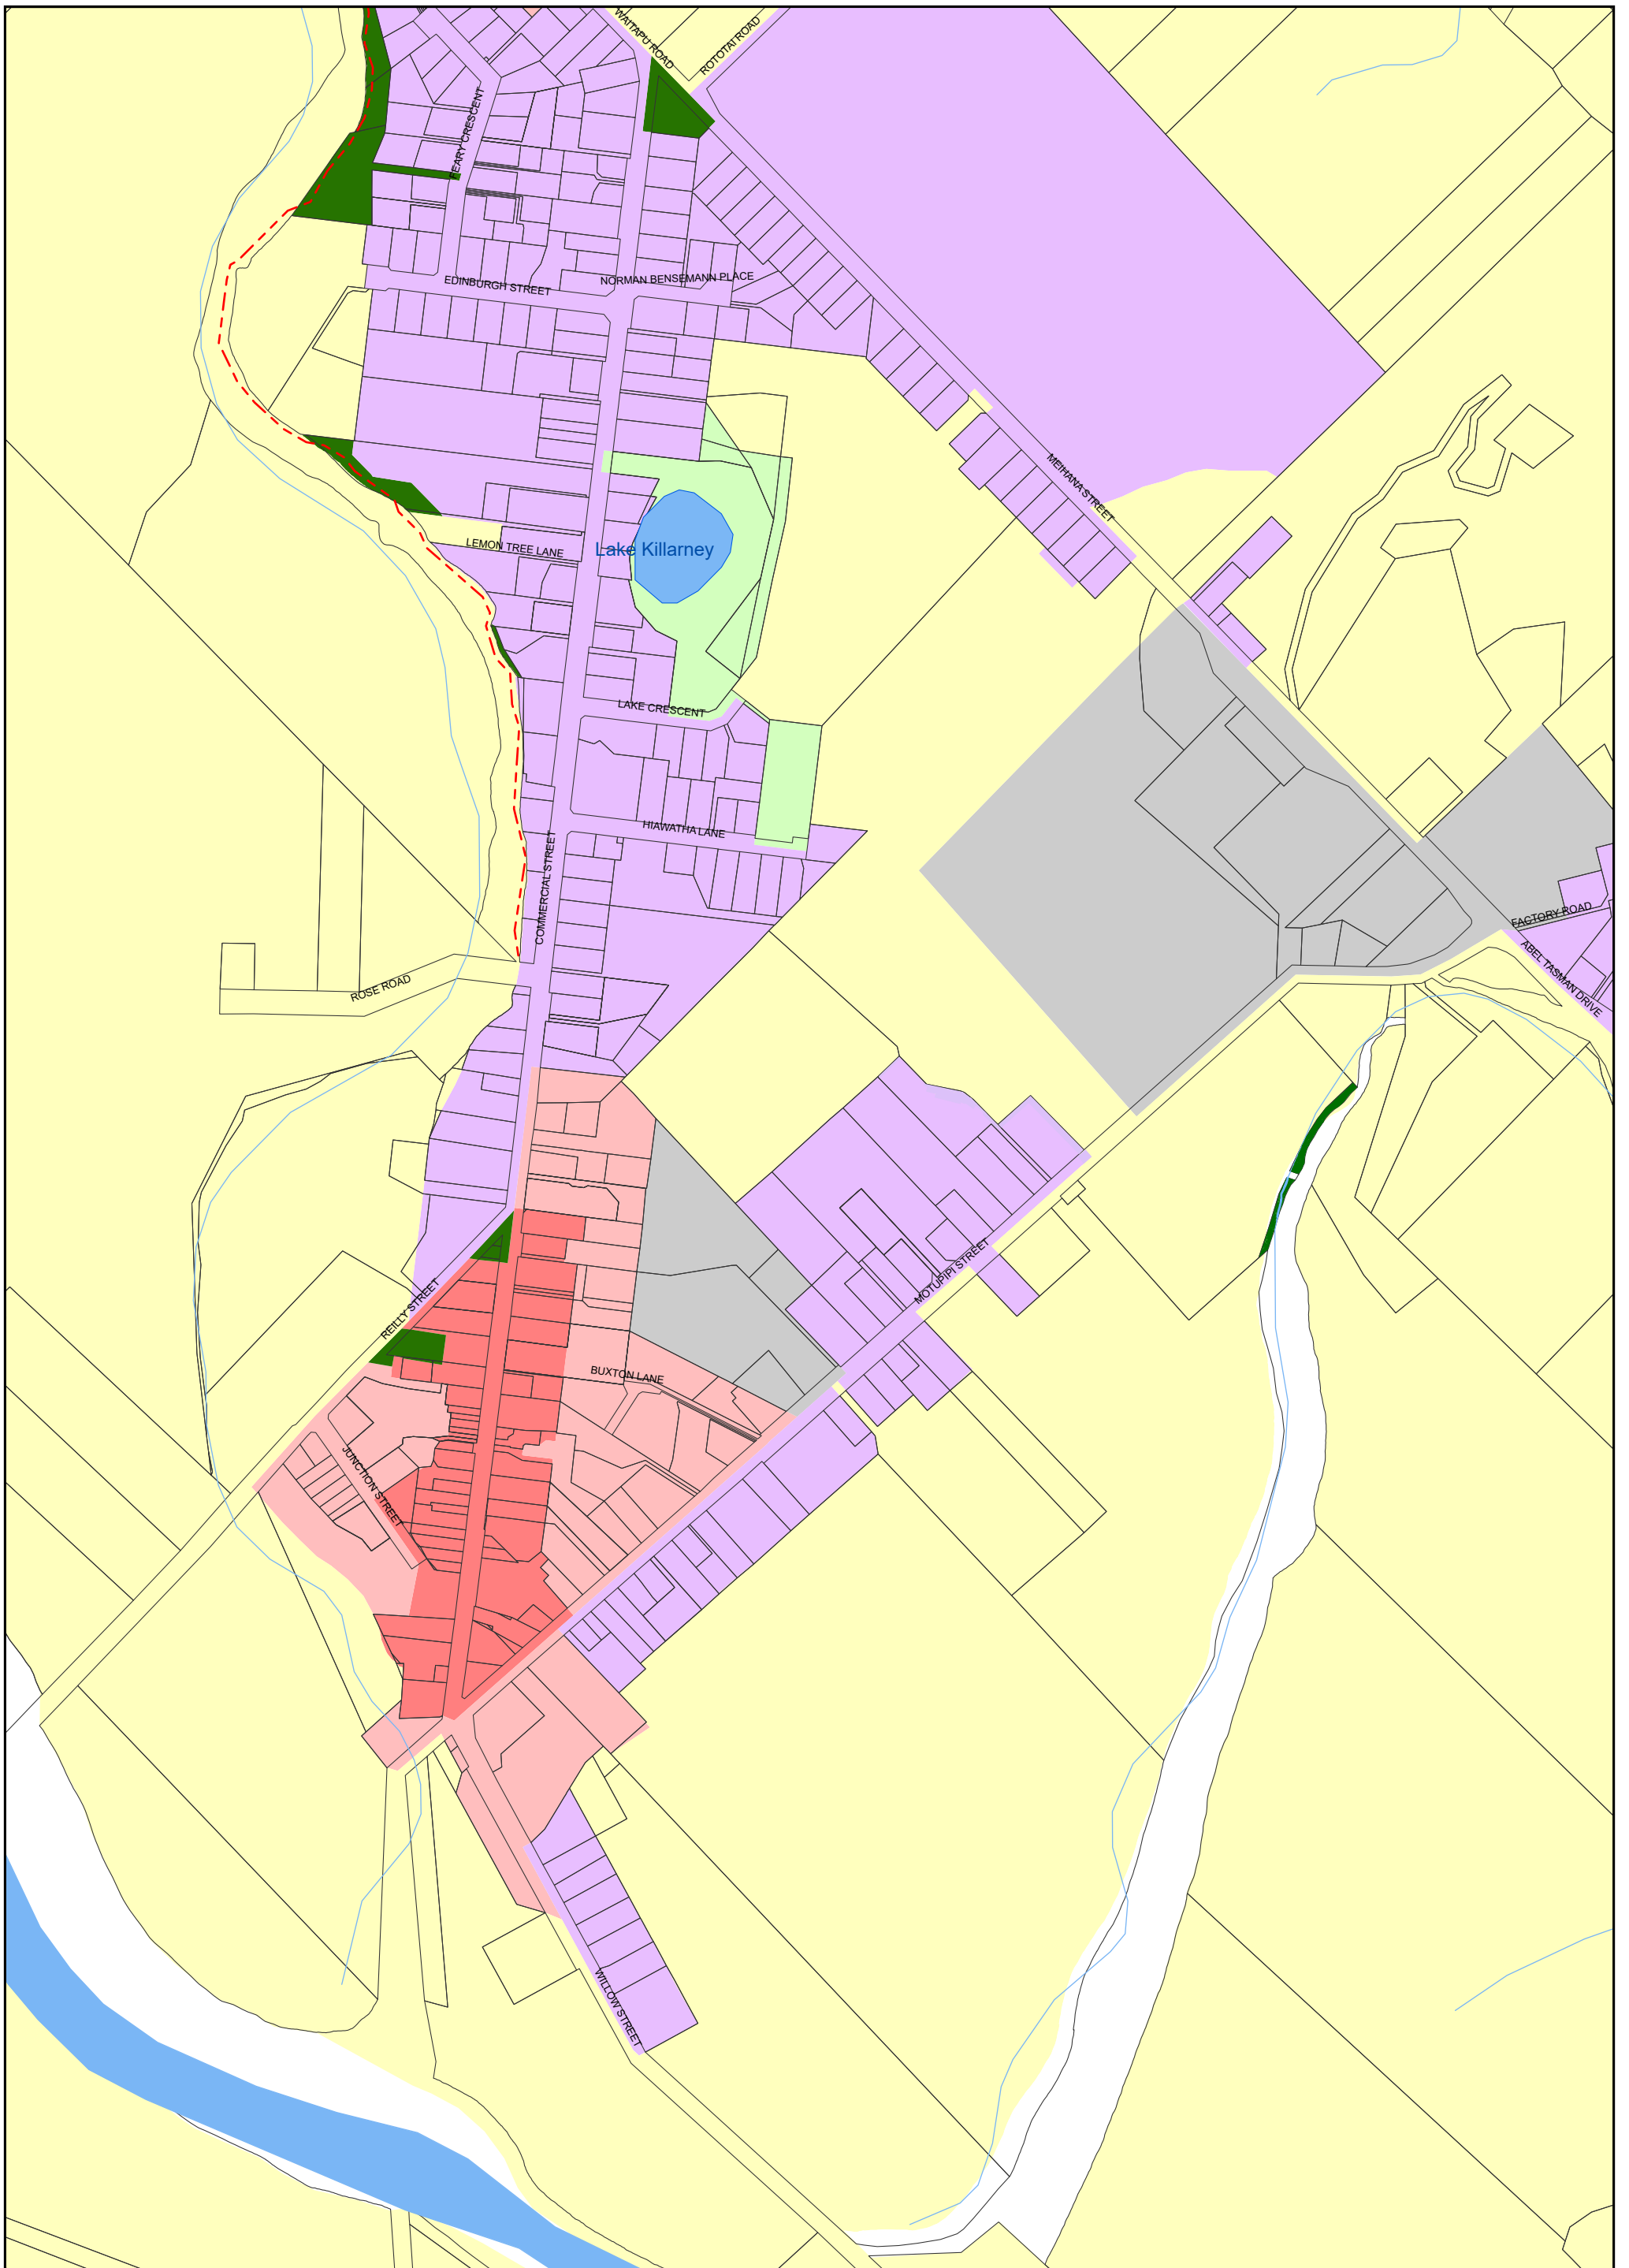 WAITAPU ROAD
ROTOTAI ROAD
FEARY CRESCENT
EDINBURGH STREET
NORMAN BENSEMANN PLACE
MEIHANA STREET
LEMON TREE LANE
Lake Killarney
LAKE CRESCENT
HIAWATHA LANE
COMMERCIAL STREET
FACTORY ROAD
ABEL TASMAN DRIVE
ROSE ROAD
MOTUPIPI STREET
REILLY STREET
BUXTON LANE
JUNCTION STREET
WILLOW STREET